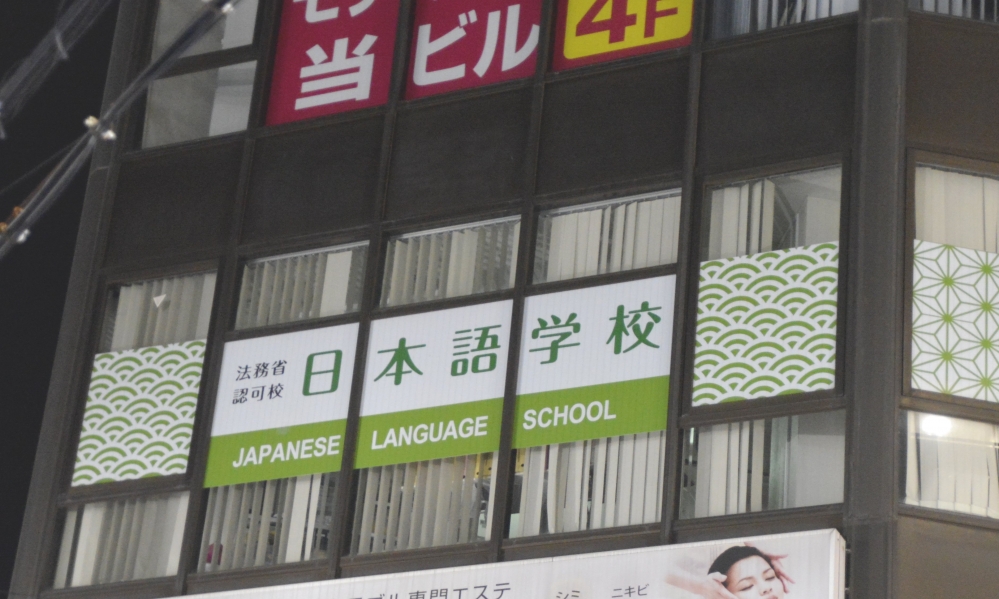 当ビル
4F
法務省
認可校
日本語学校
JAPANESE LANGUAGE SCHOOL
専門エステ
シミ ニキビ